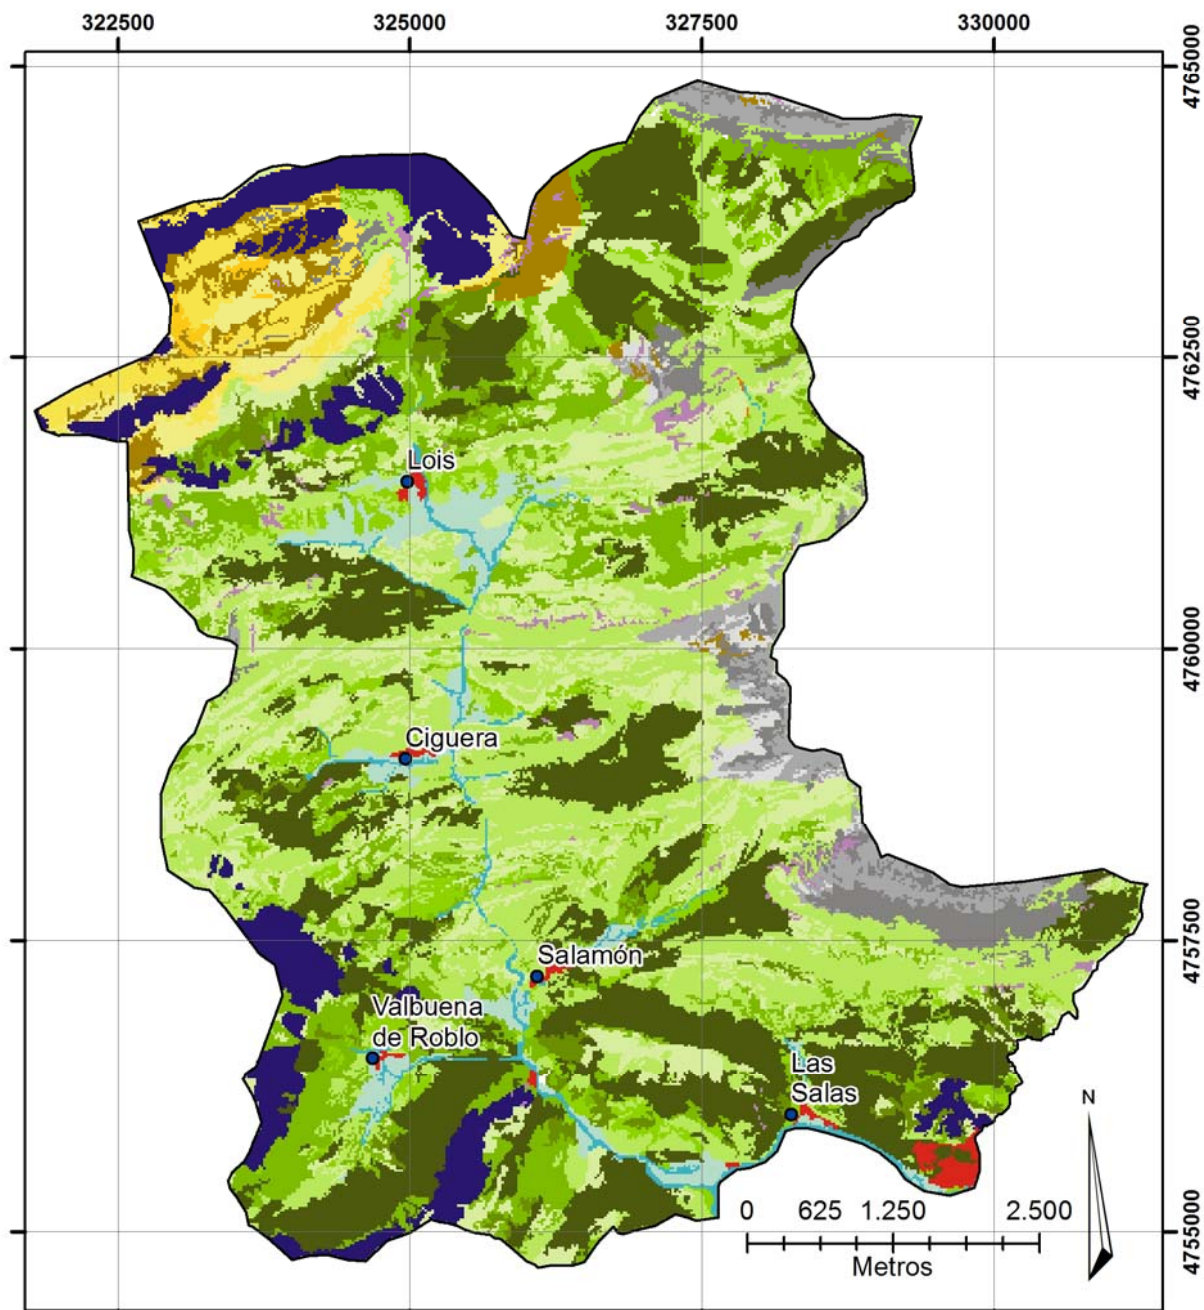 322500 325000 327500 330000
4765000
4762500
Lois
4760000
Ciguera
4757500
Salamón
Valbuena
de Roblo
Las
Salas
N
0 625 1.250 2.500
Metros
4755000